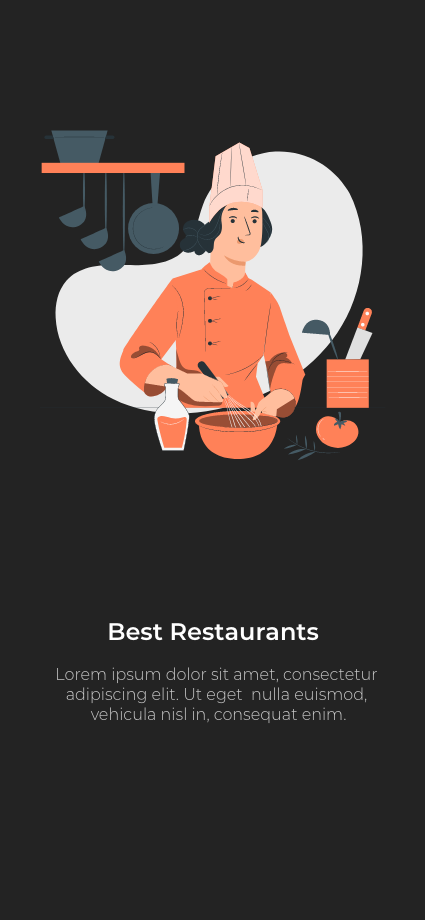 Best Restaurants
Lorem ipsum dolor sit amet, consectetur
adipiscing elit. Ut eget  nulla euismod,
vehicula nisl in, consequat enim.